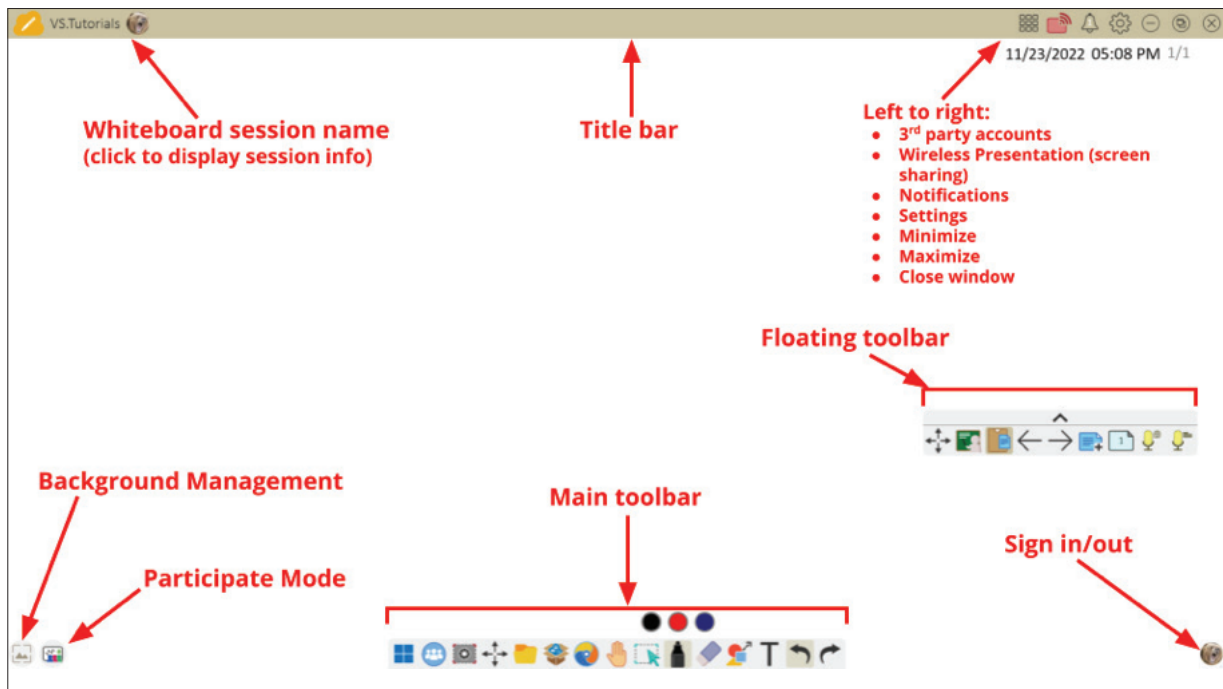 VS.Tutorials
11/23/2022 05:08 PM 1/1
Whiteboard session name
(click to display session info)
Title bar
Left to right:
● 3rd party accounts
● Wireless Presentation (screen
sharing)
● Notifications
● Settings
● Minimize
● Maximize
● Close window
Floating toolbar
1
Background Management
Main toolbar
Sign in/out
Participate Mode
T